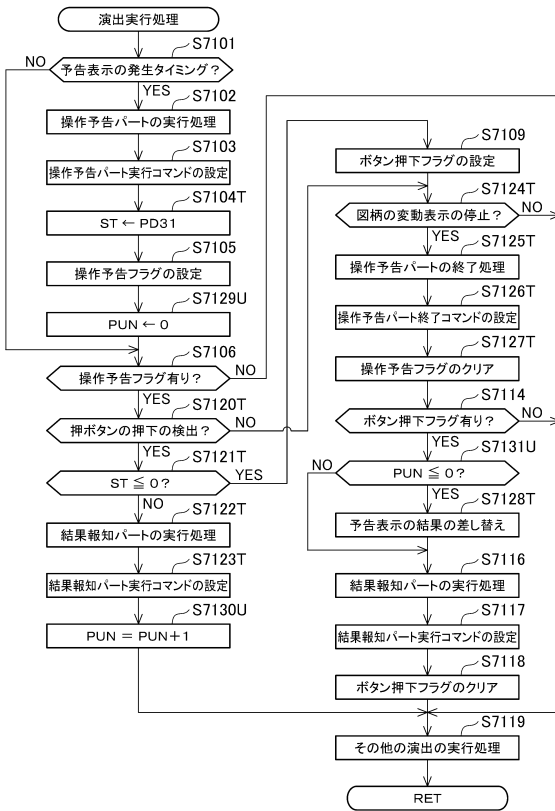 演出実行処理
S7101
予告表示の発生タイミング?
NO
YES
S7102
操作予告パートの実行処理
S7103
操作予告パート実行コマンドの設定
S7104T
ST ← PD31
S7105
操作予告フラグの設定
S7129U
PUN ← 0
S7106
操作予告フラグ有り?
NO
YES
S7120T
押ボタンの押下の検出?
NO
YES
S7121T
ST ≦ 0?
YES
NO
S7122T
結果報知パートの実行処理
S7123T
結果報知パート実行コマンドの設定
S7130U
PUN = PUN+1
S7109
ボタン押下フラグの設定
S7124T
図柄の変動表示の停止?
NO
YES
S7125T
操作予告パートの終了処理
S7126T
操作予告パート終了コマンドの設定
S7127T
操作予告フラグのクリア
S7114
ボタン押下フラグ有り?
NO
YES
S7131U
PUN ≦ 0?
NO
YES
S7128T
予告表示の結果の差し替え
S7116
結果報知パートの実行処理
S7117
結果報知パート実行コマンドの設定
S7118
ボタン押下フラグのクリア
S7119
その他の演出の実行処理
RET